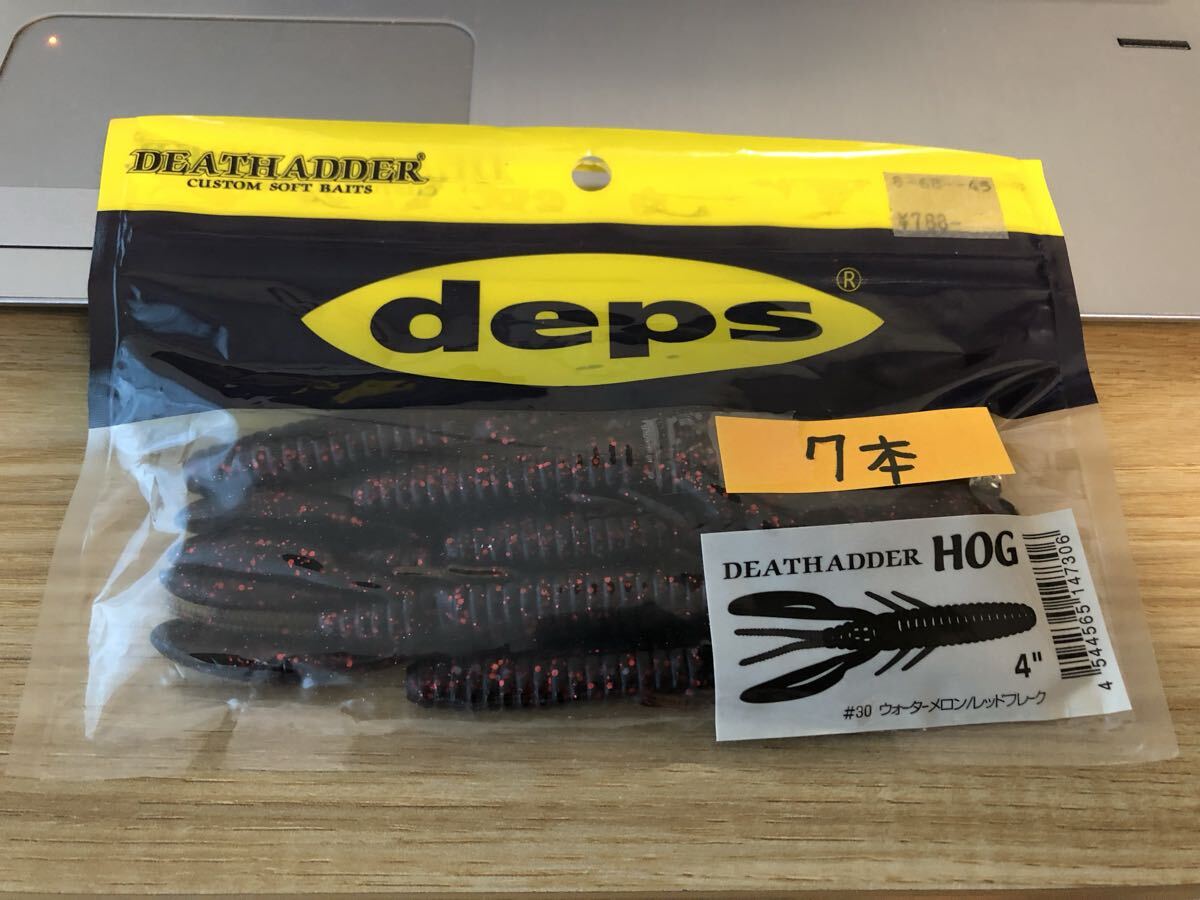 DEATHADDER®
CUSTOM SOFT BAITS
¥788-
deps®
7本
DEATHADDER HOG
4"
#30 ウォーターメロン/レッドフレーク
4 544565 147306